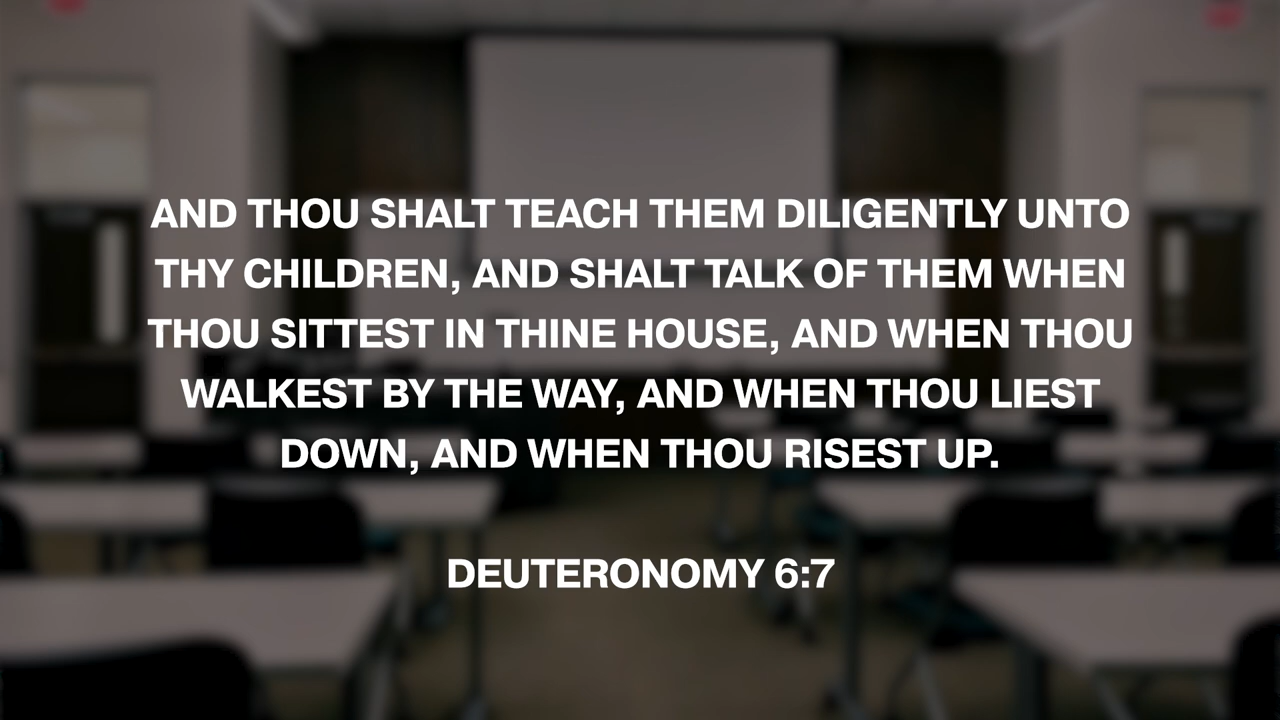 AND THOU SHALT TEACH THEM DILIGENTLY UNTO
THY CHILDREN, AND SHALT TALK OF THEM WHEN
THOU SITTEST IN THINE HOUSE, AND WHEN THOU
WALKEST BY THE WAY, AND WHEN THOU LIEST
DOWN, AND WHEN THOU RISEST UP.
DEUTERONOMY 6:7